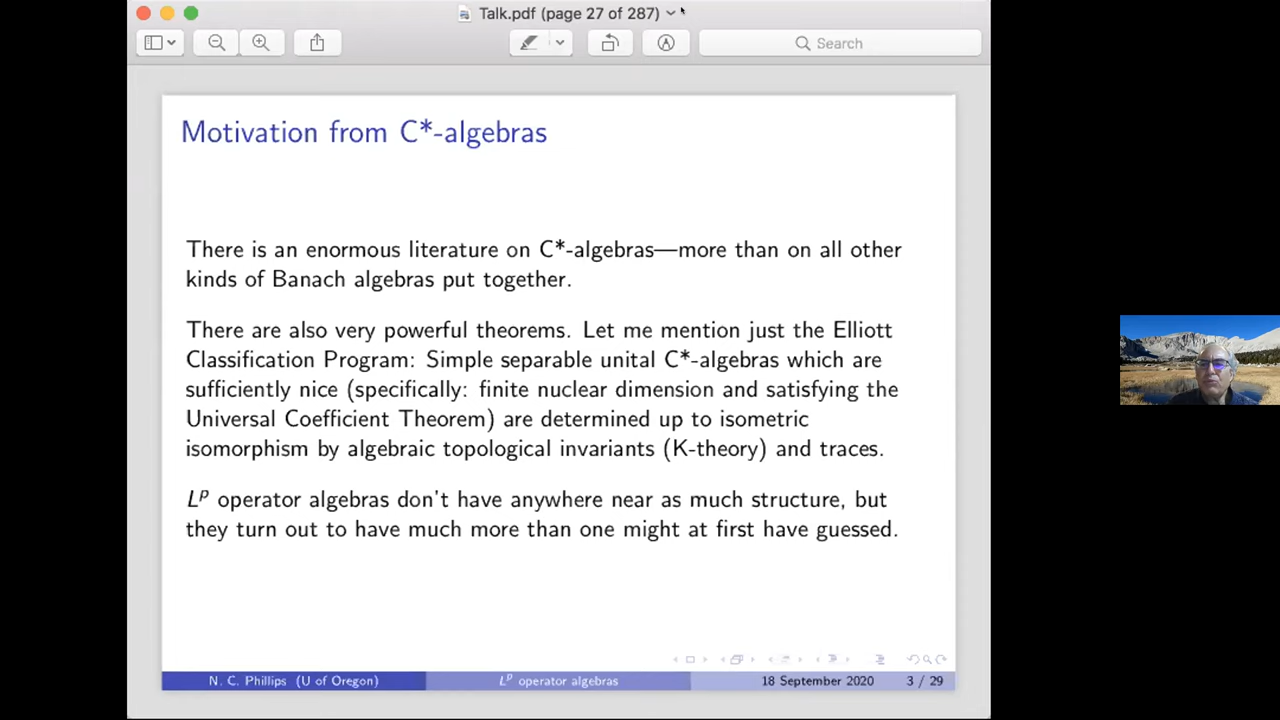 Talk.pdf (page 27 of 287)
Search
Motivation from C*-algebras
There is an enormous literature on C*-algebras—more than on all other
kinds of Banach algebras put together.
There are also very powerful theorems. Let me mention just the Elliott
Classification Program: Simple separable unital C*-algebras which are
sufficiently nice (specifically: finite nuclear dimension and satisfying the
Universal Coefficient Theorem) are determined up to isometric
isomorphism by algebraic topological invariants (K-theory) and traces.
Lᵖ operator algebras don't have anywhere near as much structure, but
they turn out to have much more than one might at first have guessed.
N. C. Phillips (U of Oregon) Lᵖ operator algebras 18 September 2020 3 / 29